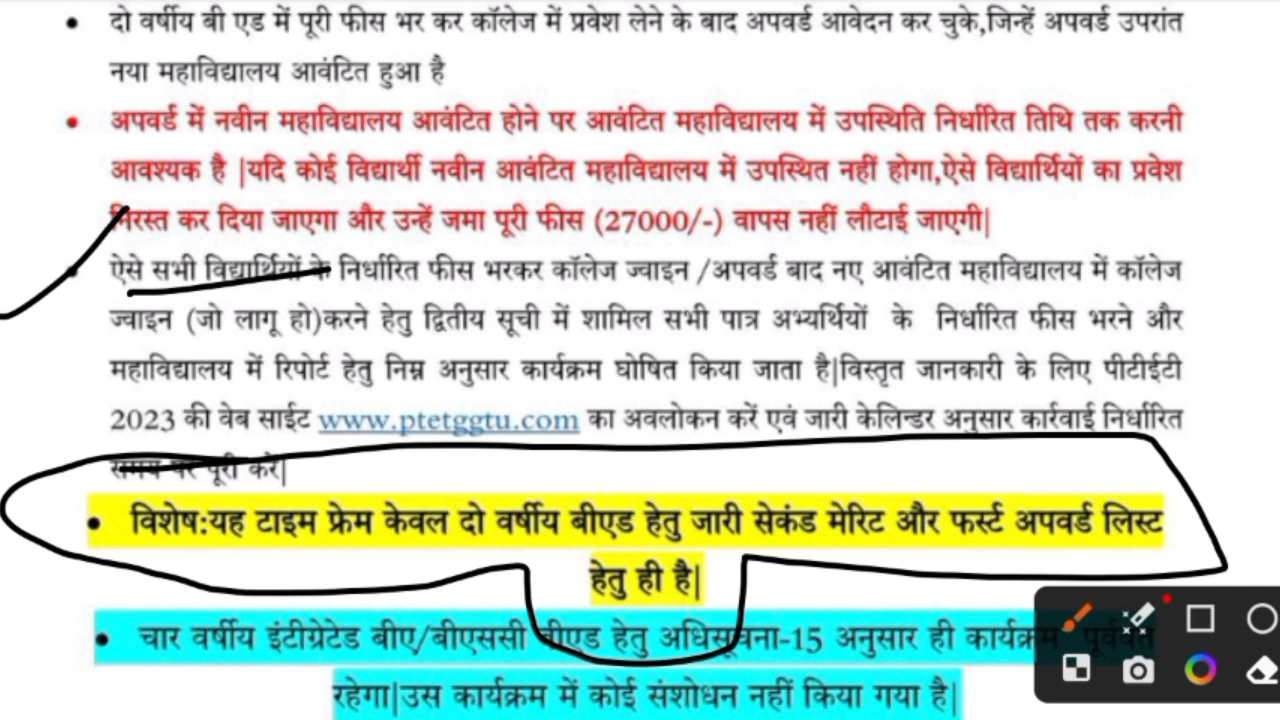 • दो वर्षीय बी एड में पूरी फीस भर कर कॉलेज में प्रवेश लेने के बाद अपवर्ड आवेदन कर चुके,जिन्हें अपवर्ड उपरांत
नया महाविद्यालय आवंटित हुआ है
• अपवर्ड में नवीन महाविद्यालय आवंटित होने पर आवंटित महाविद्यालय में उपस्थिति निर्धारित तिथि तक करनी
आवश्यक है |यदि कोई विद्यार्थी नवीन आवंटित महाविद्यालय में उपस्थित नहीं होगा,ऐसे विद्यार्थियों का प्रवेश
निरस्त कर दिया जाएगा और उन्हें जमा पूरी फीस (27000/-) वापस नहीं लौटाई जाएगी|
• ऐसे सभी विद्यार्थियों के निर्धारित फीस भरकर कॉलेज ज्वाइन /अपवर्ड बाद नए आवंटित महाविद्यालय में कॉलेज
ज्वाइन (जो लागू हो)करने हेतु द्वितीय सूची में शामिल सभी पात्र अभ्यर्थियों के निर्धारित फीस भरने और
महाविद्यालय में रिपोर्ट हेतु निम्न अनुसार कार्यक्रम घोषित किया जाता है|विस्तृत जानकारी के लिए पीटीईटी
2023 की वेब साईट www.ptetggtu.com का अवलोकन करें एवं जारी केलिन्डर अनुसार कार्रवाई निर्धारित
समय पर पूरी करें|
• विशेष:यह टाइम फ्रेम केवल दो वर्षीय बीएड हेतु जारी सेकंड मेरिट और फर्स्ट अपवर्ड लिस्ट
हेतु ही है|
• चार वर्षीय इंटीग्रेटेड बीए/बीएससी बीएड हेतु अधिसूचना-15 अनुसार ही कार्यक्रम पूर्ववत
रहेगा|उस कार्यक्रम में कोई संशोधन नहीं किया गया है|